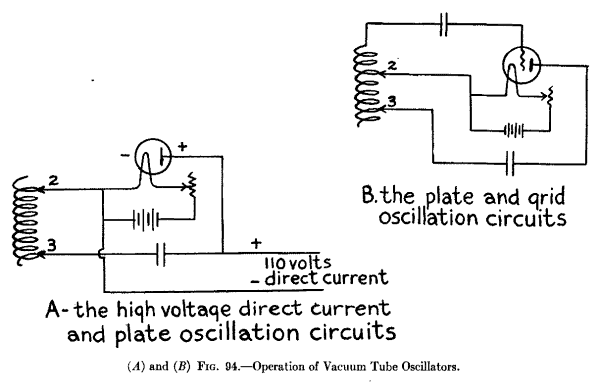 2
3
B. the plate and grid
oscillation circuits
- +
2
3
+
110 volts
- direct current
A- the high voltage direct current
and plate oscillation circuits
(A) and (B) FIG. 94.—Operation of Vacuum Tube Oscillators.